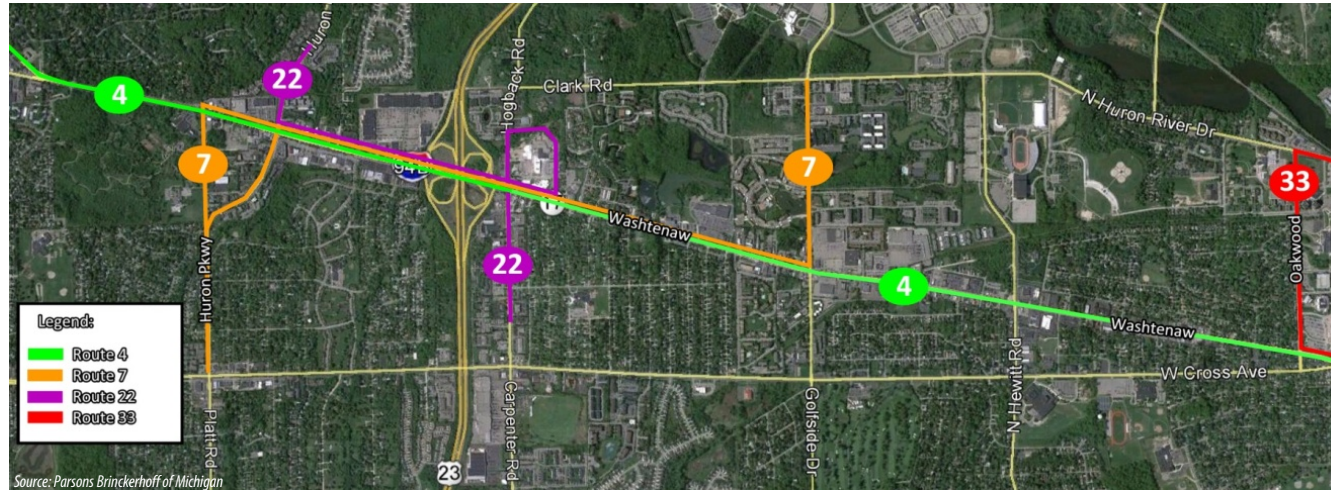 Huron
Hogback Rd
22
4
Clark Rd
N Huron River Dr
7
7
33
94B
17
Washtenaw
22
Oakwood
4
Huron Pkwy
Washtenaw
Legend:
Route 4
Route 7
Route 22
Route 33
N Hewitt Rd
W Cross Ave
Platt Rd
Carpenter Rd
Golfside Dr
23
Source: Parsons Brinckerhoff of Michigan